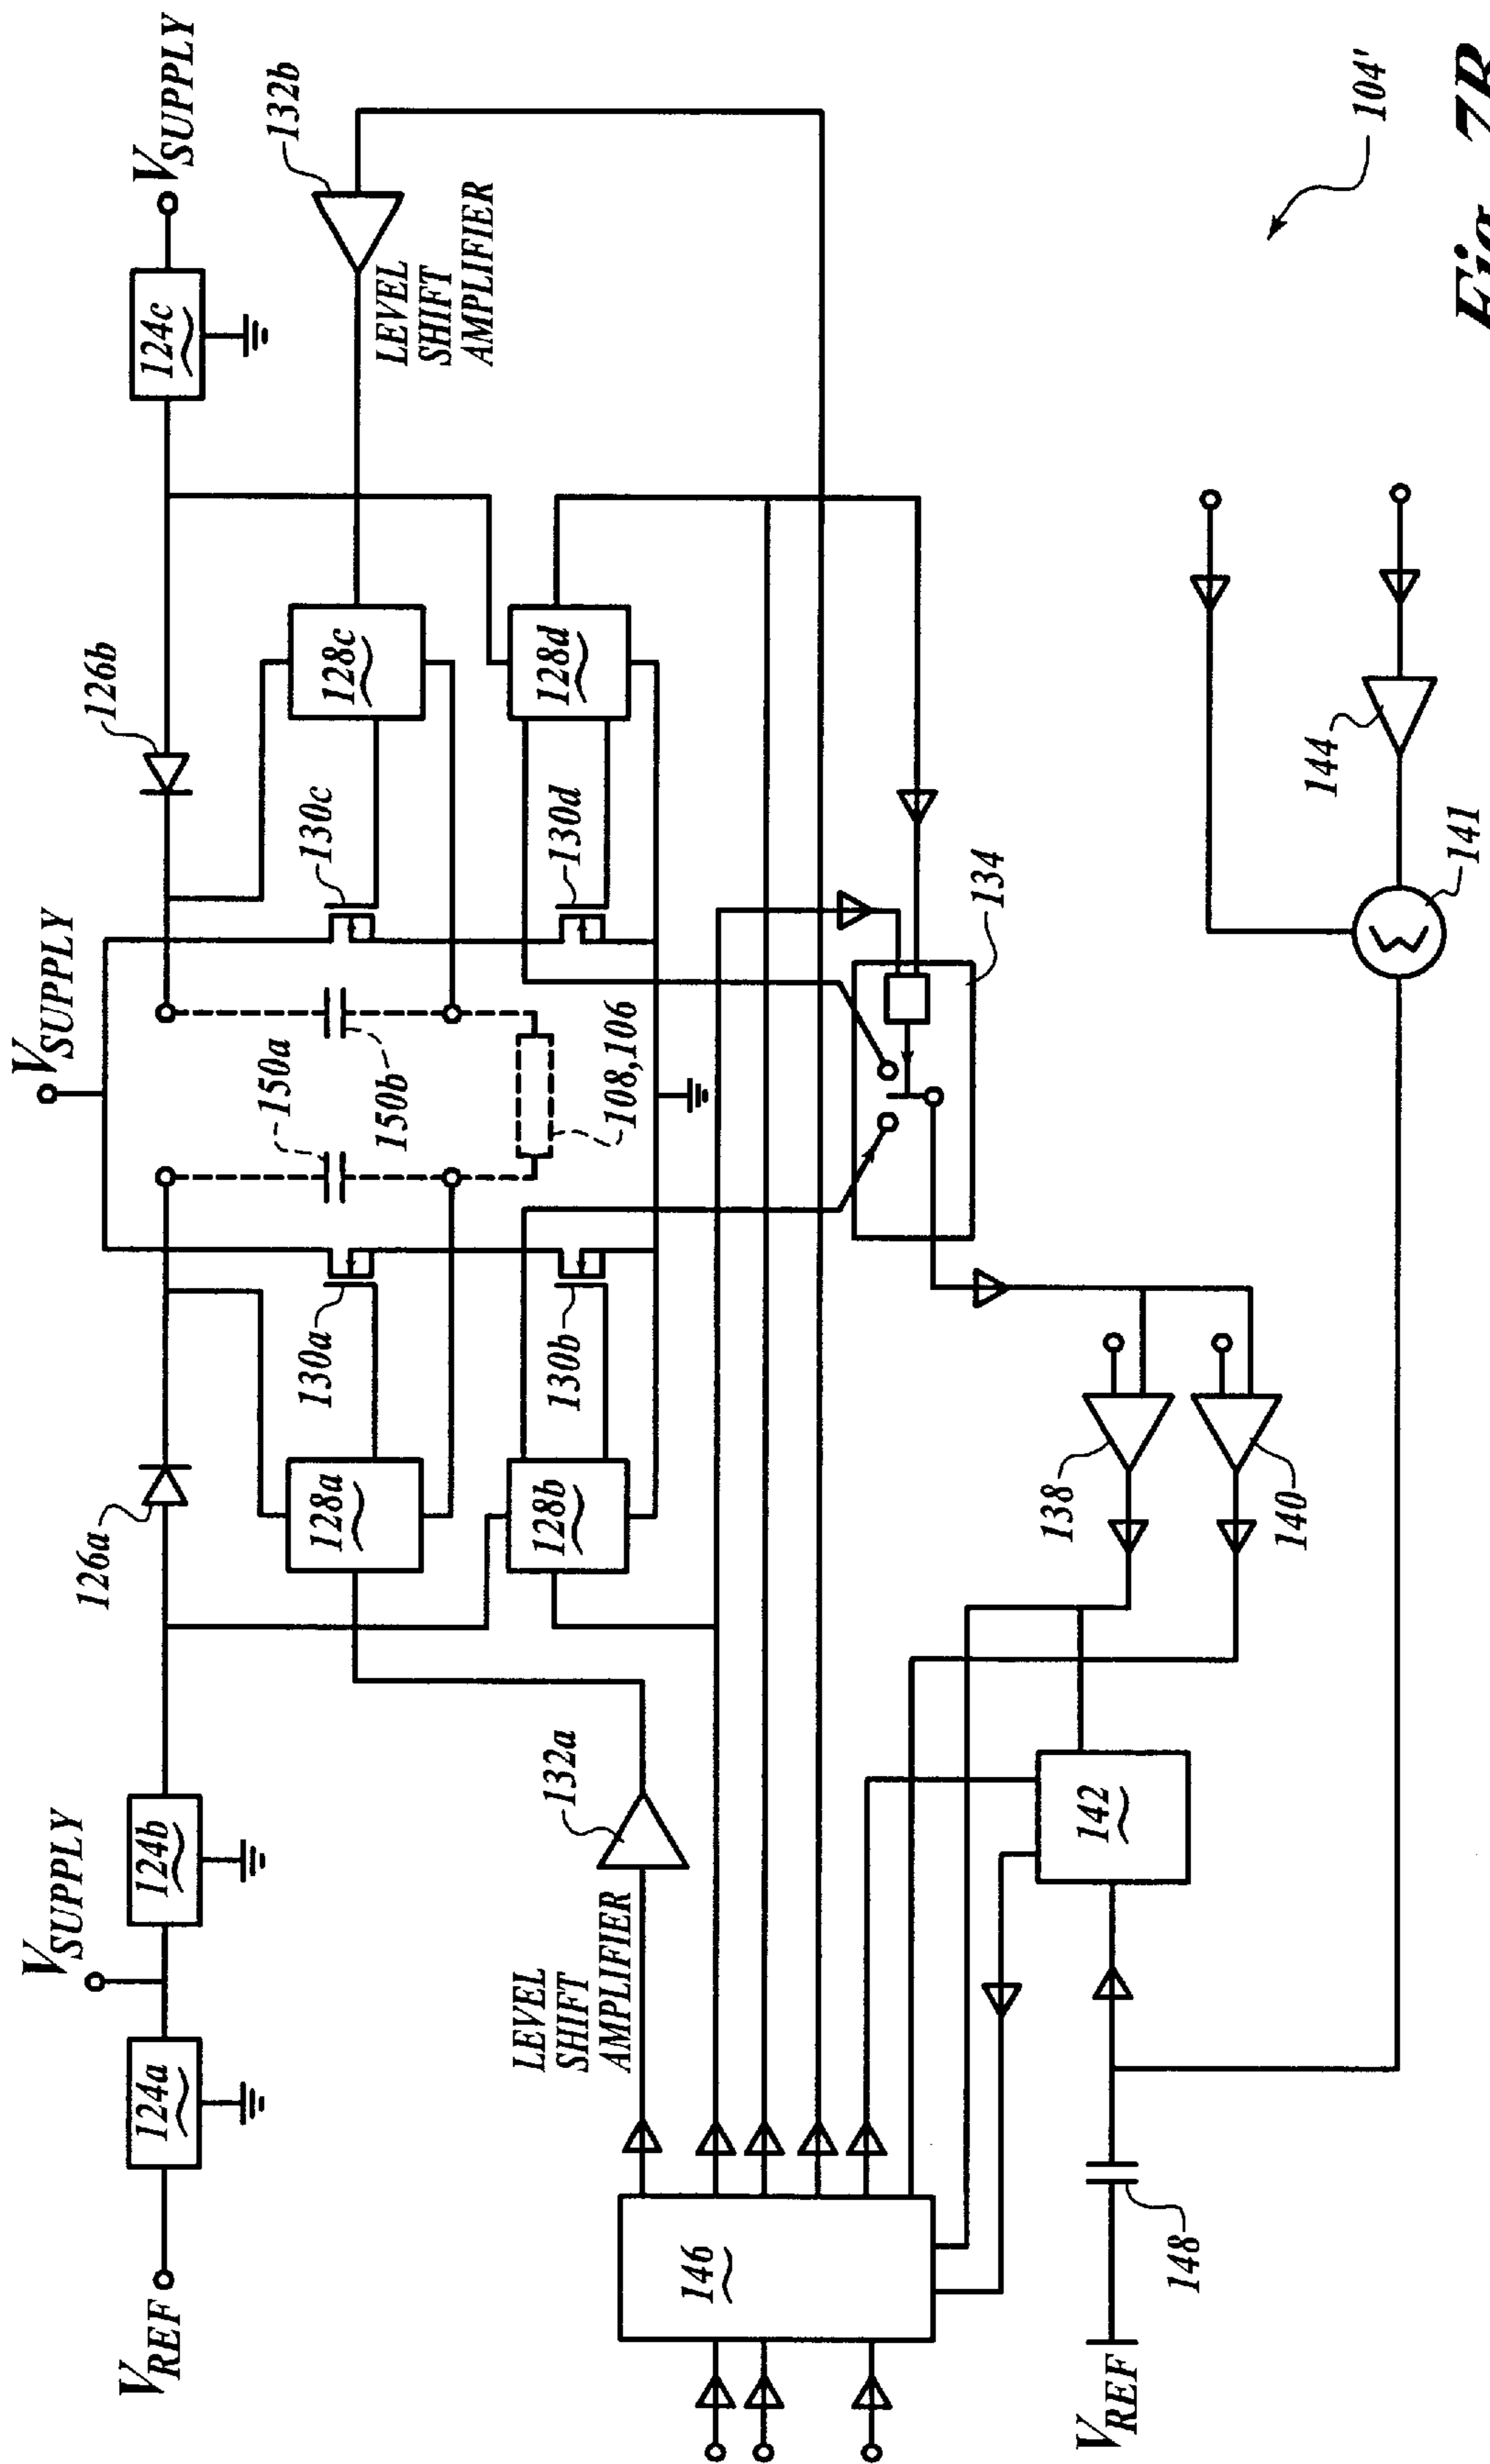 V_REF
124a
V_SUPPLY
124b
126a
V_SUPPLY
126b
124c
V_SUPPLY
150a
150b
130a
130c
128a
128c
132b
LEVEL
SHIFT
AMPLIFIER
130b
130d
128b
128d
108,106
LEVEL
SHIFT
AMPLIFIER
132a
134
146
138
140
142
148
V_REF
144
141
104'
Fig. 7B